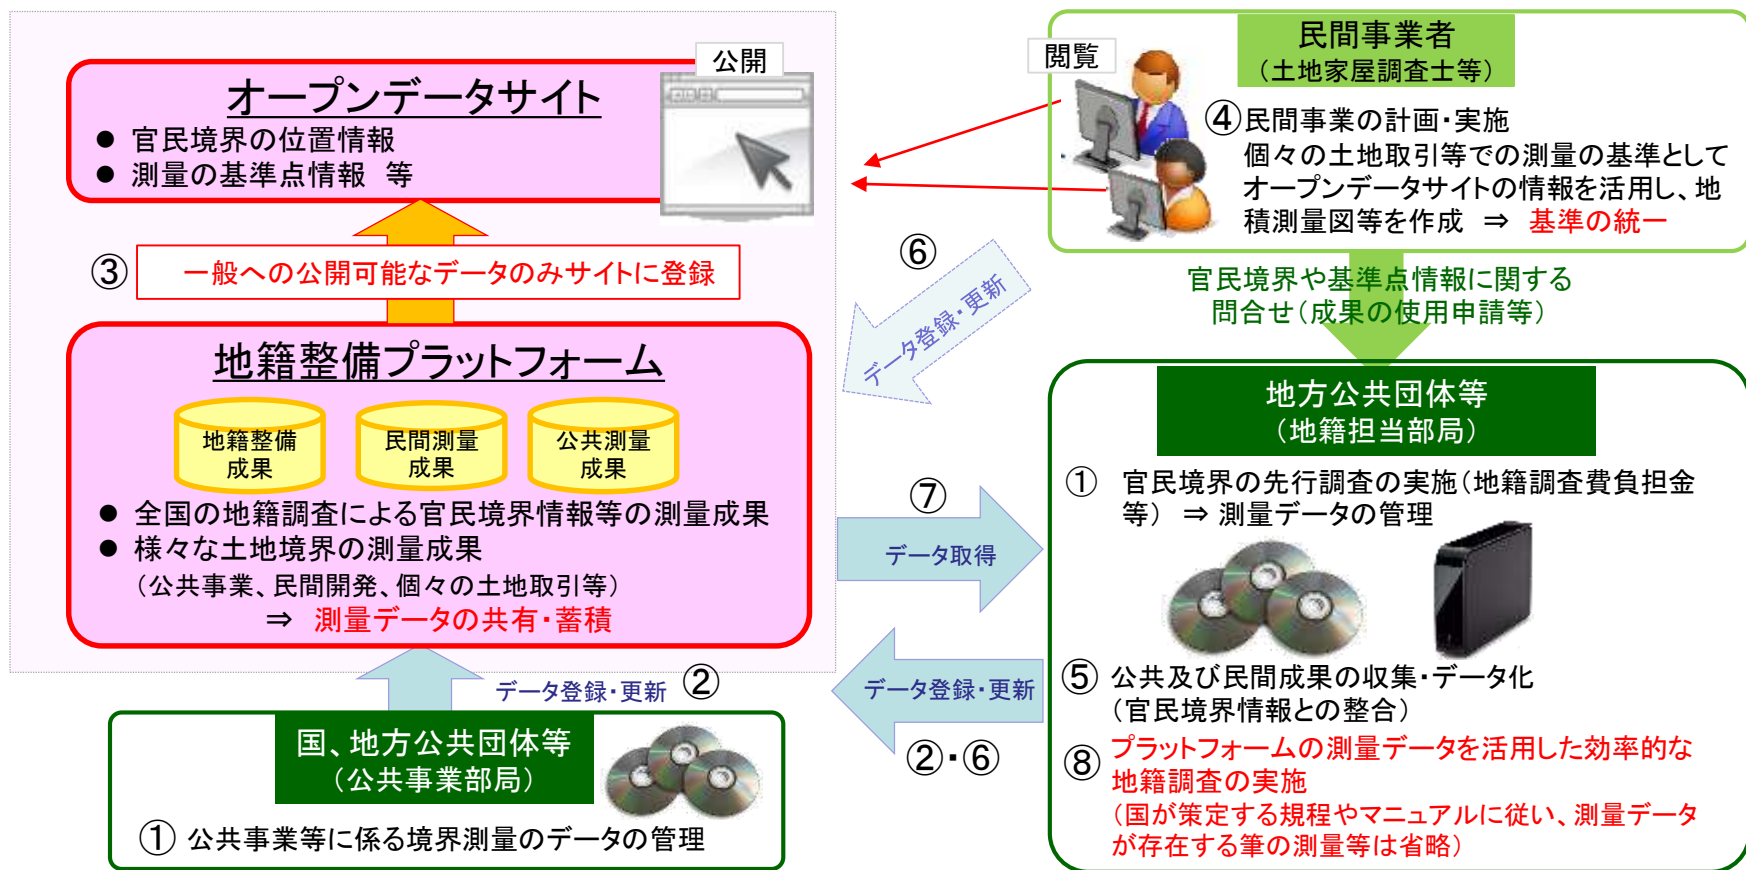 公開
オープンデータサイト
● 官民境界の位置情報
● 測量の基準点情報 等
③ 一般への公開可能なデータのみサイトに登録
地籍整備プラットフォーム
地籍整備
成果
民間測量
成果
公共測量
成果
● 全国の地籍調査による官民境界情報等の測量成果
● 様々な土地境界の測量成果
（公共事業、民間開発、個々の土地取引等）
⇒ 測量データの共有・蓄積
データ登録・更新 ②
国、地方公共団体等
（公共事業部局）
① 公共事業等に係る境界測量のデータの管理
⑥
データ登録・更新
⑦
データ取得
データ登録・更新
②・⑥
閲覧
民間事業者
（土地家屋調査士等）
④民間事業の計画・実施
個々の土地取引等での測量の基準として
オープンデータサイトの情報を活用し、地
積測量図等を作成 ⇒ 基準の統一
官民境界や基準点情報に関する
問合せ（成果の使用申請等）
地方公共団体等
（地籍担当部局）
① 官民境界の先行調査の実施（地籍調査費負担金
等） ⇒ 測量データの管理
⑤ 公共及び民間成果の収集・データ化
（官民境界情報との整合）
⑧ プラットフォームの測量データを活用した効率的な
地籍調査の実施
（国が策定する規程やマニュアルに従い、測量データ
が存在する筆の測量等は省略）